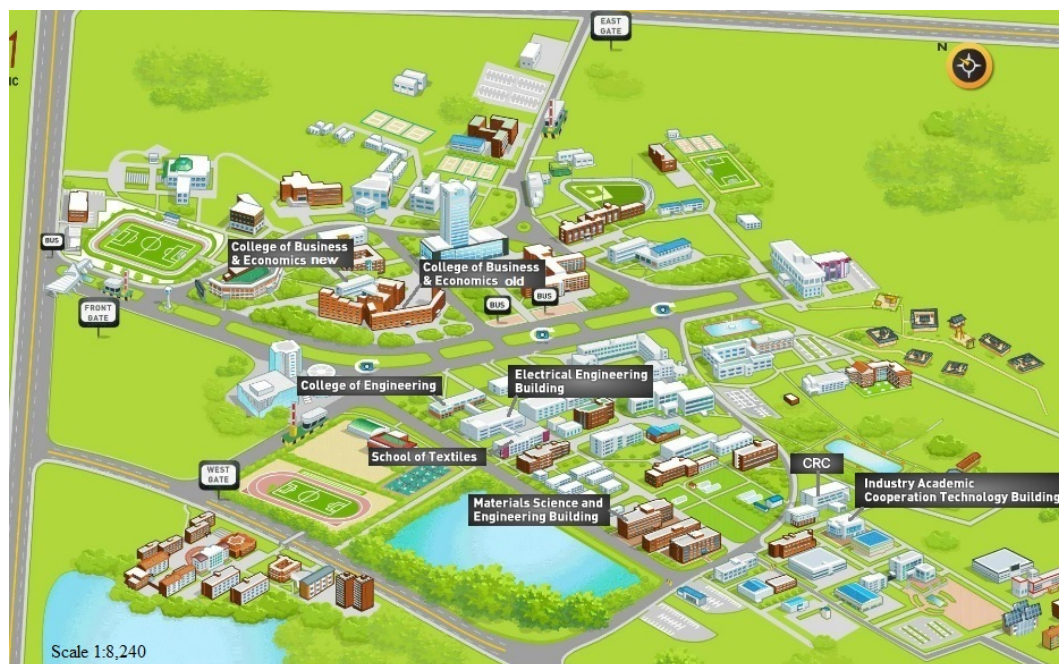 EAST
GATE
N
IC
BUS
College of Business
& Economics new
College of Business
& Economics old
BUS
BUS
FRONT
GATE
College of Engineering
Electrical Engineering
Building
School of Textiles
WEST
GATE
CRC
Industry Academic
Cooperation Technology Building
Materials Science and
Engineering Building
Scale 1:8,240